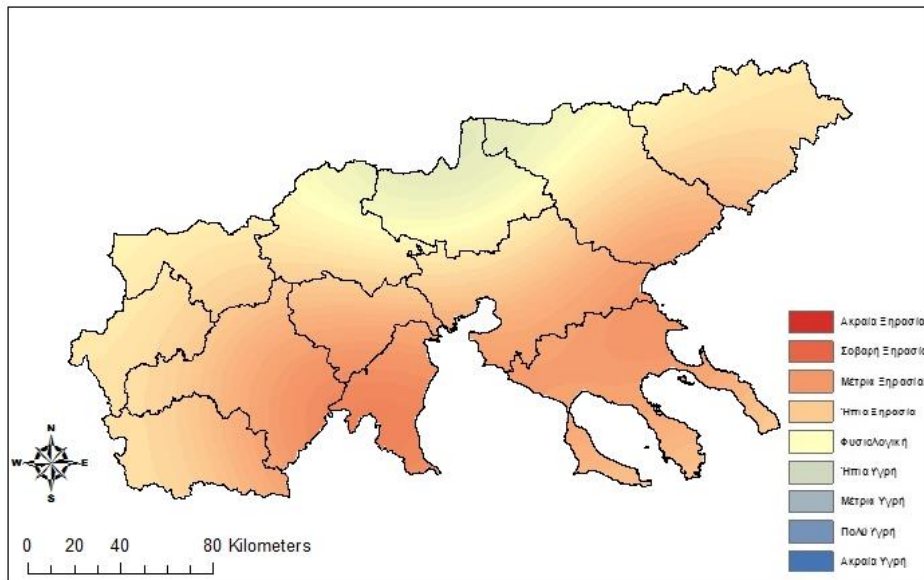 Ακραία Ξηρασία
Σοβαρή Ξηρασία
Μέτρια Ξηρασία
Ήπια Ξηρασία
Φυσιολογική
Ήπια Υγρή
Μέτρια Υγρή
Πολύ Υγρή
Ακραία Υγρή
N
W E
S
0 20 40 80 Kilometers